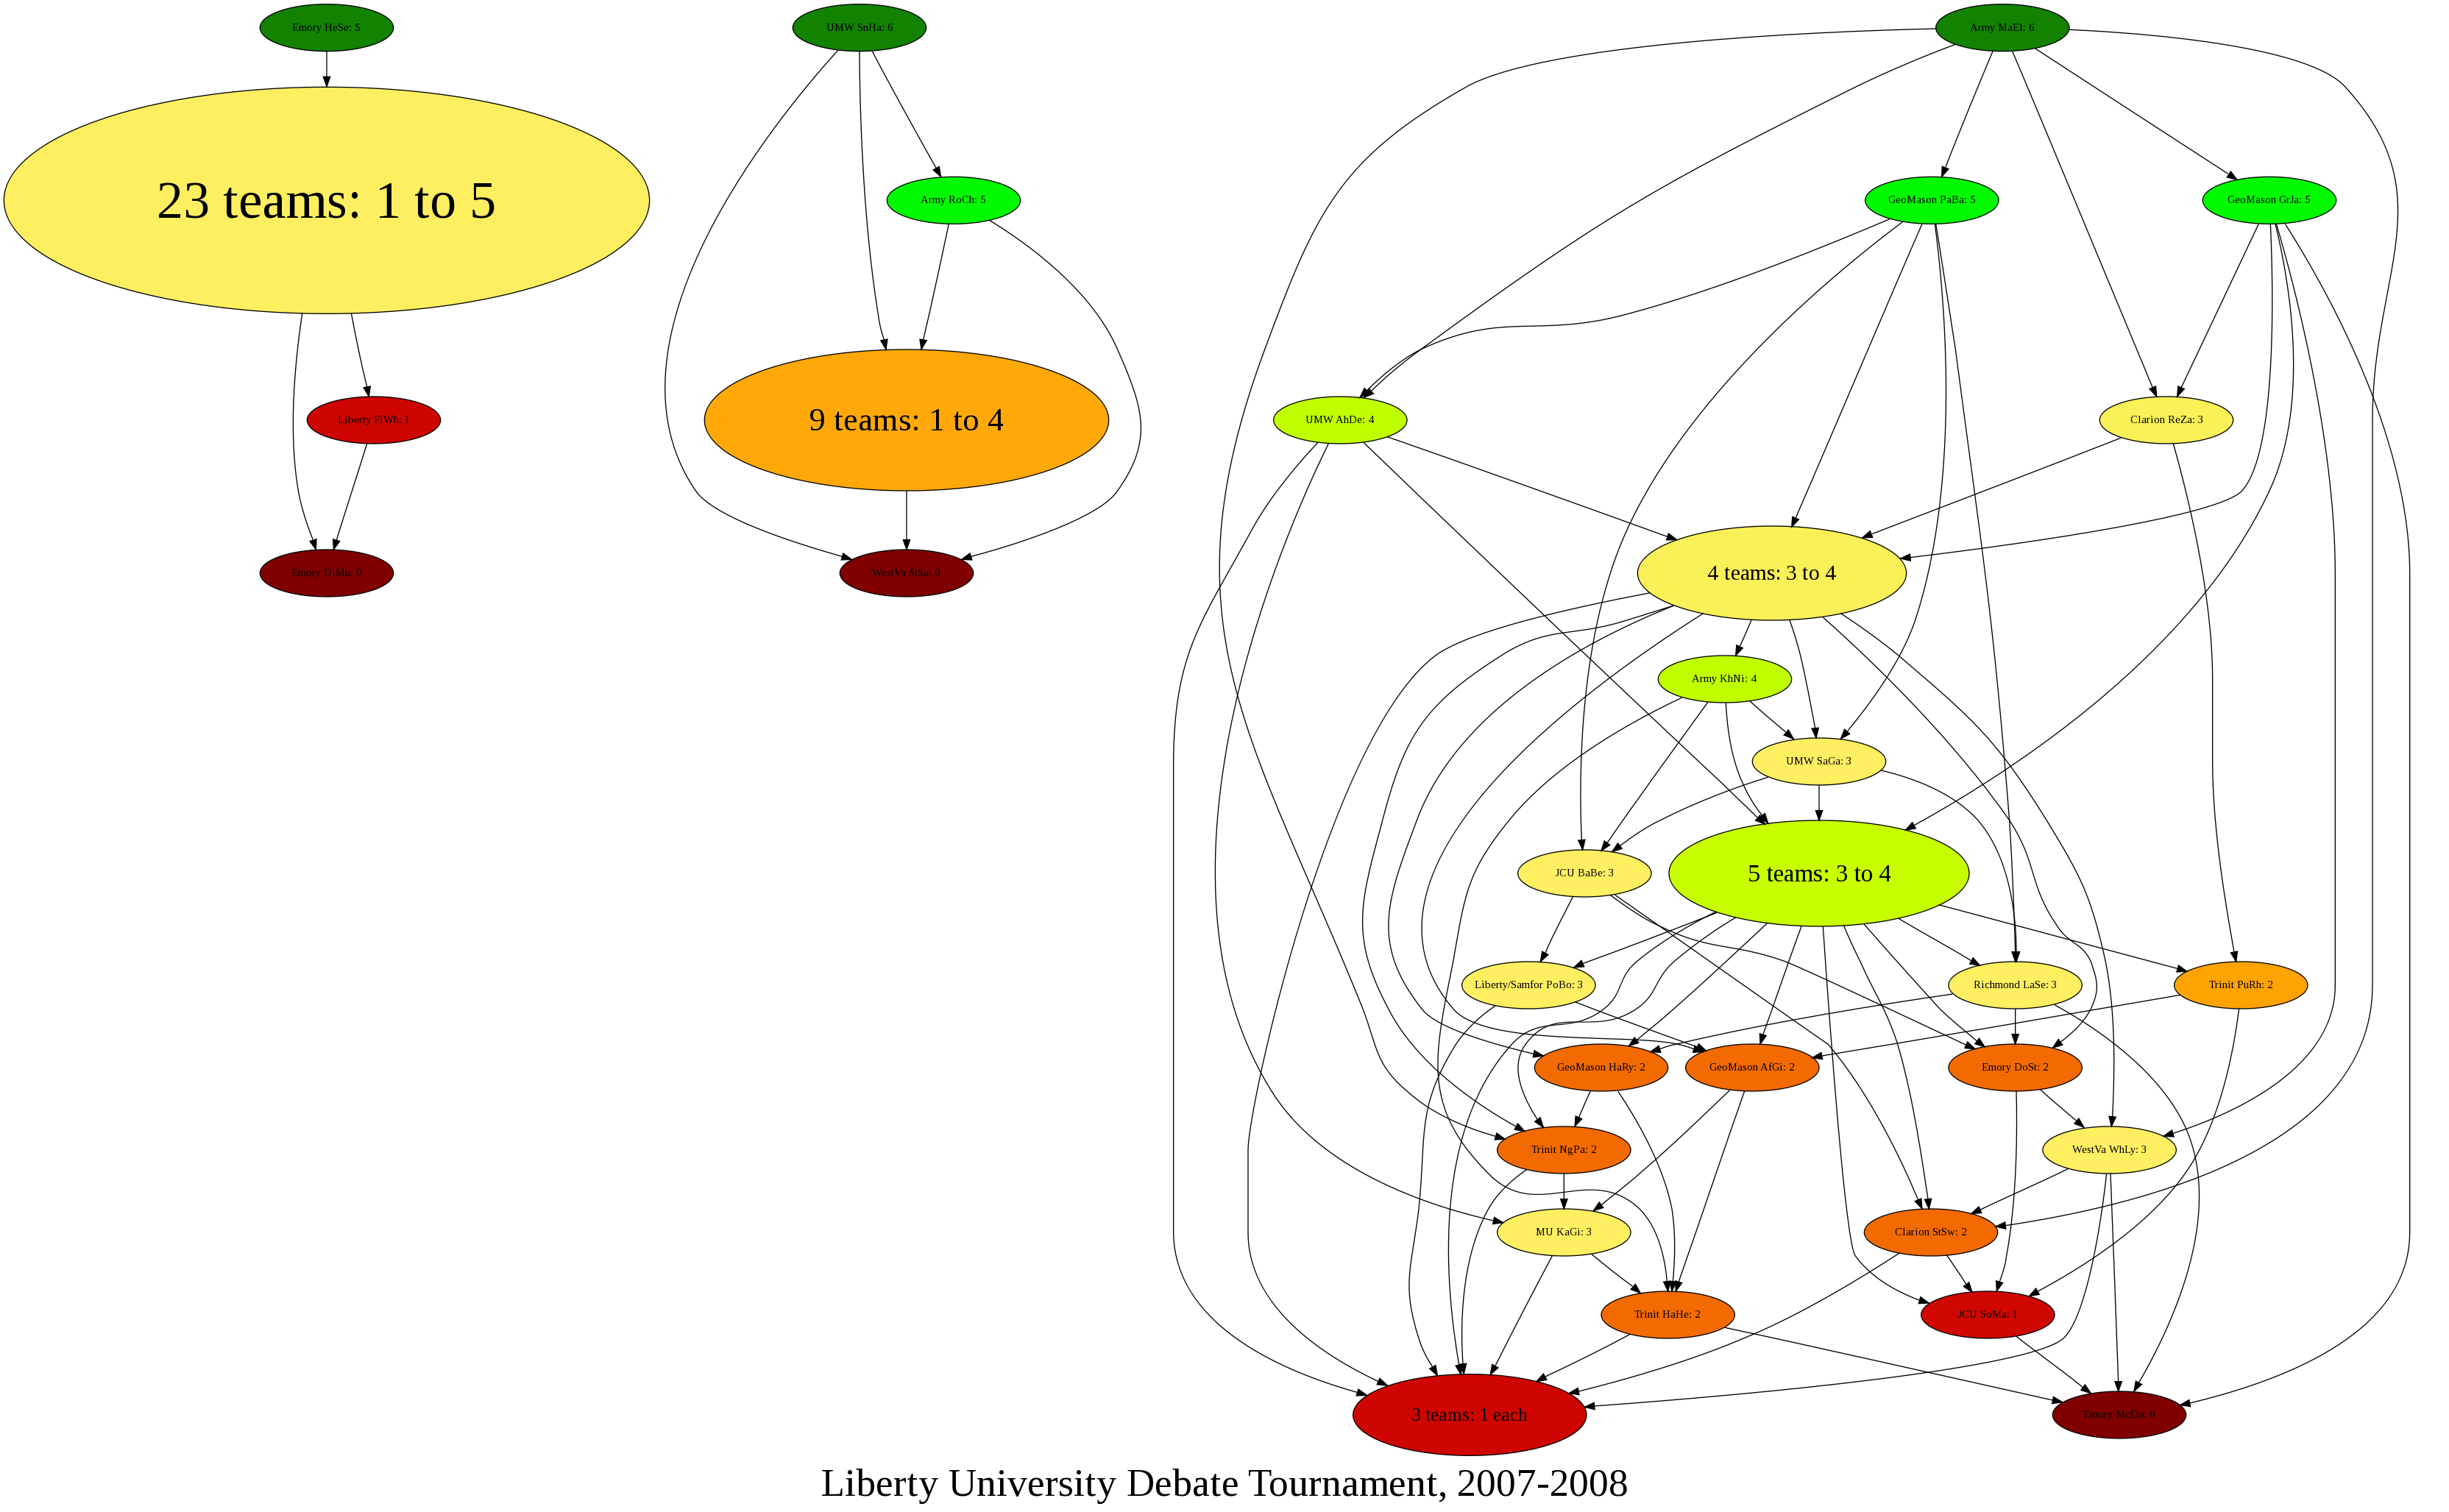 Emory HeSe: 5
UMW SnHa: 6
Army MaEl: 6
23 teams: 1 to 5
Army RoCh: 5
GeoMason PaBa: 5
GeoMason GrJa: 5
Liberty FiWh: 1
9 teams: 1 to 4
UMW AhDe: 4
Clarion ReZa: 3
Emory DiMu: 0
WestVa StSa: 0
4 teams: 3 to 4
Army KhNi: 4
UMW SaGa: 3
JCU BaBe: 3
5 teams: 3 to 4
Liberty/Samfor PoBo: 3
Richmond LaSe: 3
Trinit PuRh: 2
GeoMason HaRy: 2
GeoMason AfGi: 2
Emory DoSt: 2
Trinit NgPa: 2
WestVa WhLy: 3
MU KaGi: 3
Clarion StSw: 2
Trinit HaHe: 2
JCU SoMa: 1
3 teams: 1 each
Emory McDa: 0
Liberty University Debate Tournament, 2007-2008